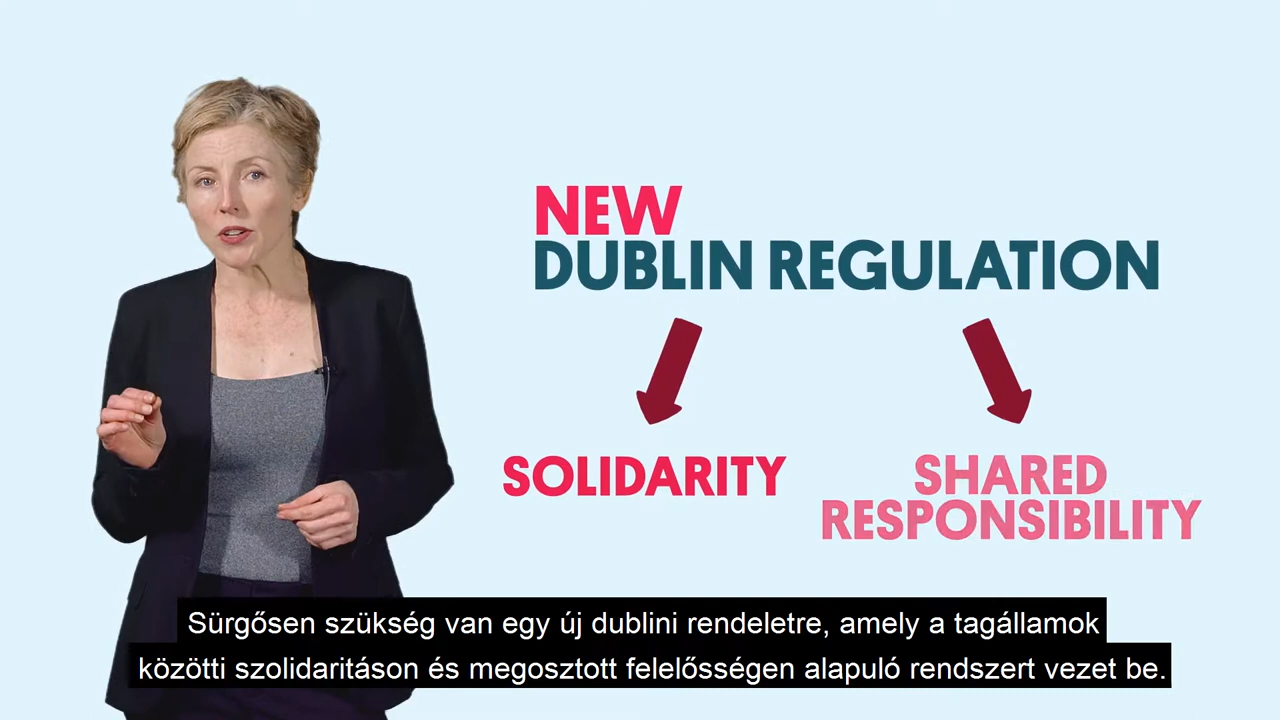 NEW
DUBLIN REGULATION
SOLIDARITY
SHARED
RESPONSIBILITY
Sürgősen szükség van egy új dublini rendeletre, amely a tagállamok
közötti szolidaritáson és megosztott felelősségen alapuló rendszert vezet be.